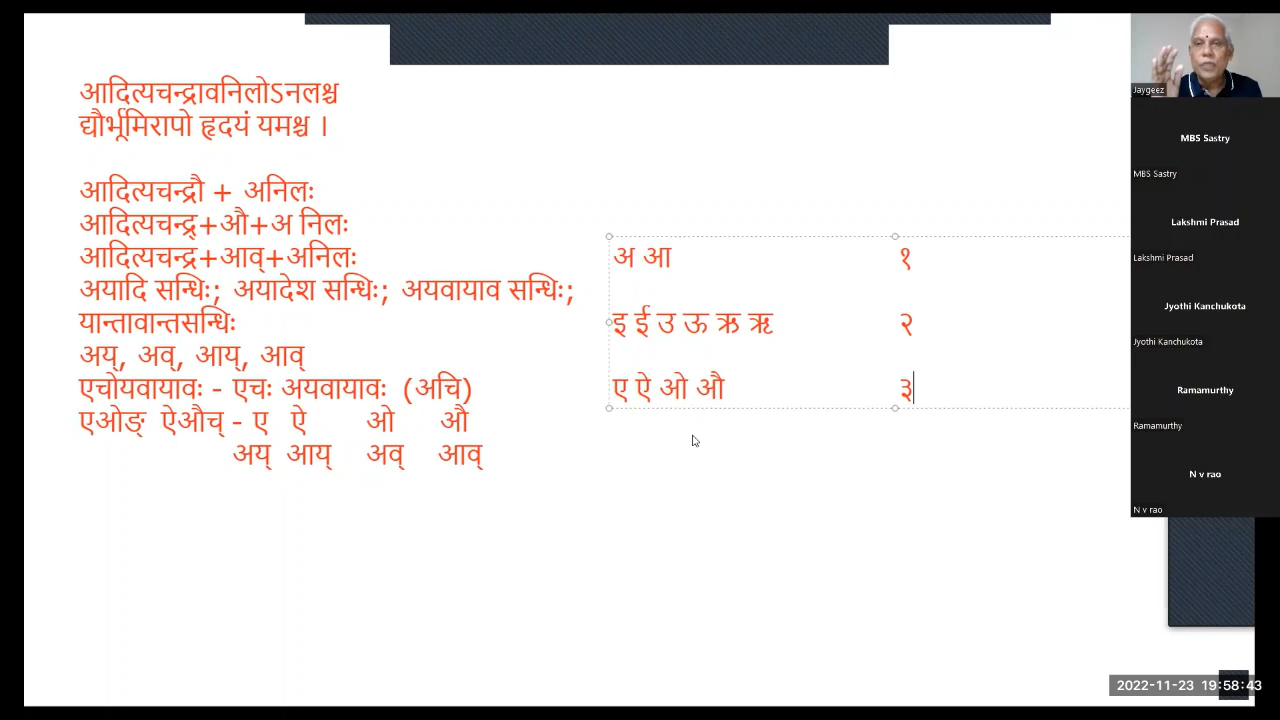 आदित्यचन्द्रावनिलोऽनलश्च
द्यौर्भूमिरापो हृदयं यमश्च ।
आदित्यचन्द्रौ + अनिलः
आदित्यचन्द्र्+औ+अ निलः
आदित्यचन्द्र+आव्+अनिलः
अयादि सन्धिः; अयादेश सन्धिः; अयवायाव सन्धिः;
यान्तावान्तसन्धिः
अय्, अव्, आय्, आव्
एचोयवायावः - एचः अयवायावः (अचि)
एओङ् ऐऔच् - ए ऐ ओ औ
अय् आय् अव् आव्
अ आ १
इ ई उ ऊ ऋ ऋ २
ए ऐ ओ औ ३
Jaygeez
MBS Sastry
MBS Sastry
Lakshmi Prasad
Lakshmi Prasad
Jyothi Kanchukota
Jyothi Kanchukota
Ramamurthy
Ramamurthy
N v rao
N v rao
2022-11-23 19:58:43